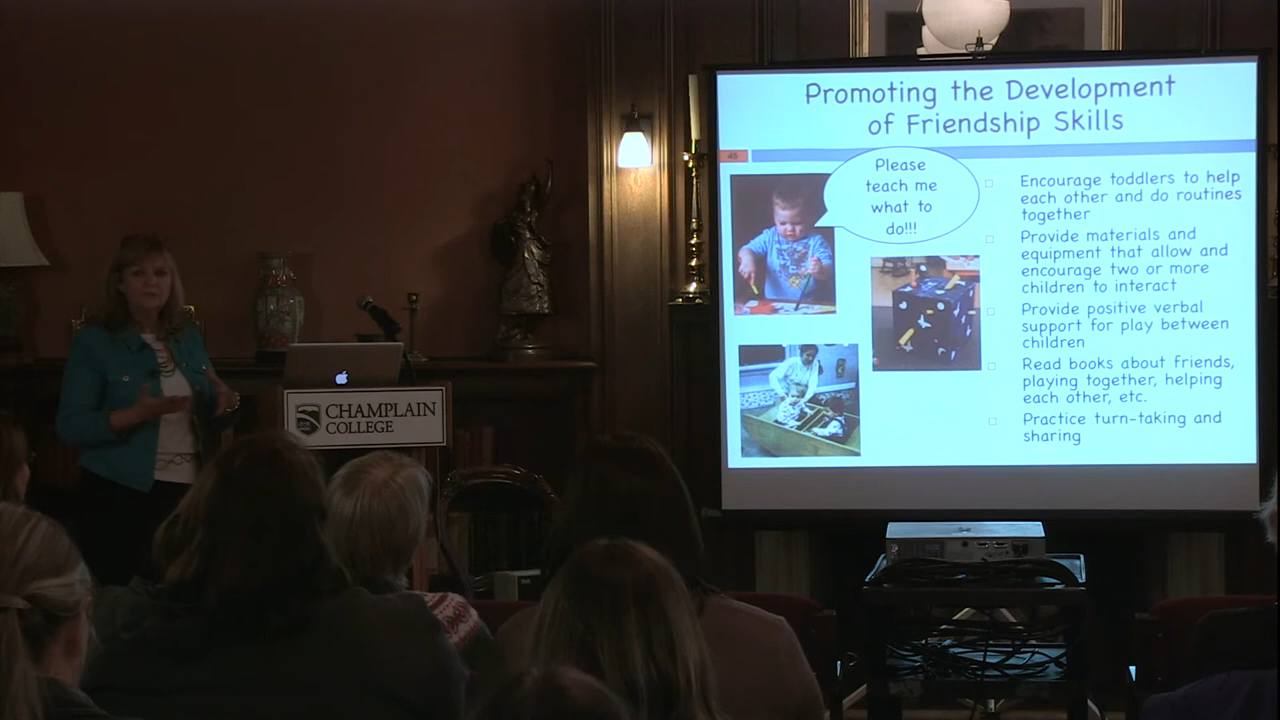 Promoting the Development
of Friendship Skills
45
Please
teach me
what to
do!!!
Encourage toddlers to help
each other and do routines
together
Provide materials and
equipment that allow and
encourage two or more
children to interact
Provide positive verbal
support for play between
children
Read books about friends,
playing together, helping
each other, etc.
Practice turn-taking and
sharing
CHAMPLAIN
COLLEGE